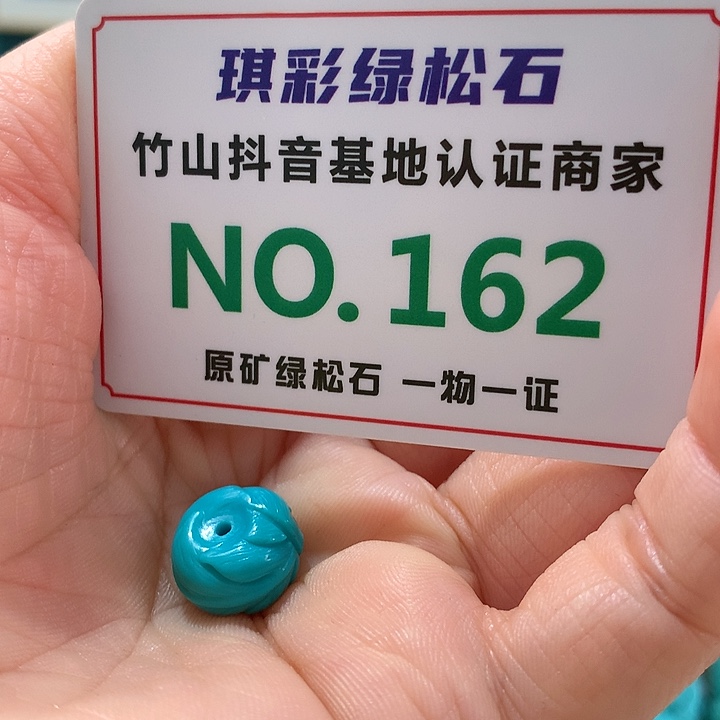 琪彩绿松石
竹山抖音基地认证商家
NO.162
原矿绿松石 一物一证